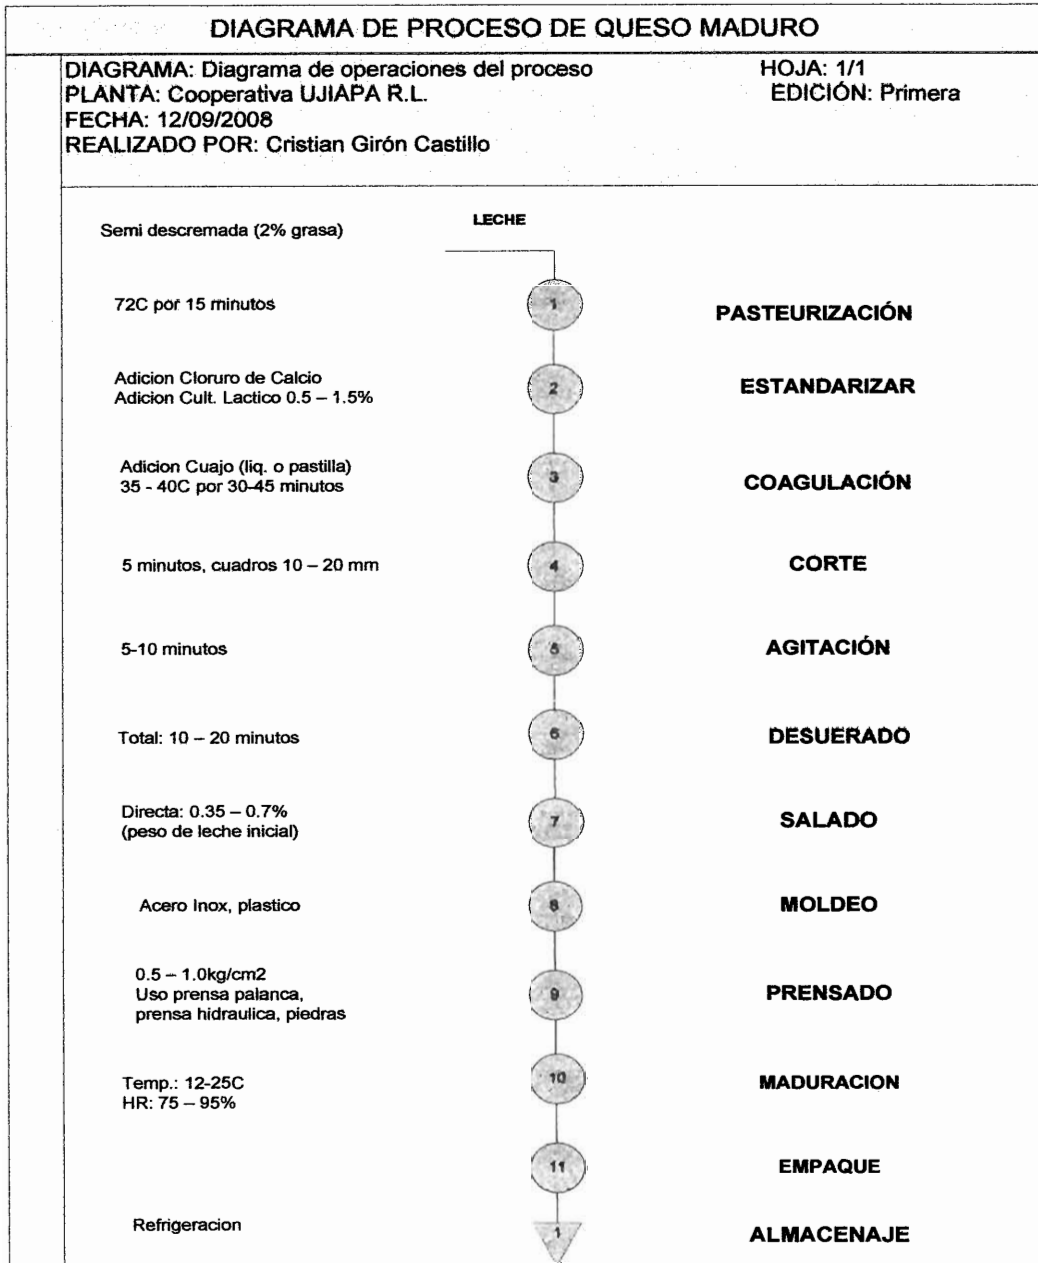 DIAGRAMA DE PROCESO DE QUESO MADURO
DIAGRAMA: Diagrama de operaciones del proceso HOJA: 1/1
PLANTA: Cooperativa UJIAPA R.L. EDICIÓN: Primera
FECHA: 12/09/2008
REALIZADO POR: Cristian Girón Castillo
Semi descremada (2% grasa) LECHE
72C por 15 minutos 1 PASTEURIZACIÓN
Adicion Cloruro de Calcio
Adicion Cult. Lactico 0.5 – 1.5% 2 ESTANDARIZAR
Adicion Cuajo (liq. o pastilla)
35 - 40C por 30-45 minutos 3 COAGULACIÓN
5 minutos, cuadros 10 – 20 mm 4 CORTE
5-10 minutos 5 AGITACIÓN
Total: 10 – 20 minutos 6 DESUERADO
Directa: 0.35 – 0.7%
(peso de leche inicial) 7 SALADO
Acero Inox, plastico 8 MOLDEO
0.5 – 1.0kg/cm2
Uso prensa palanca, 9 PRENSADO
prensa hidraulica, piedras
Temp.: 12-25C 10 MADURACION
HR: 75 – 95%
11 EMPAQUE
Refrigeracion 1 ALMACENAJE